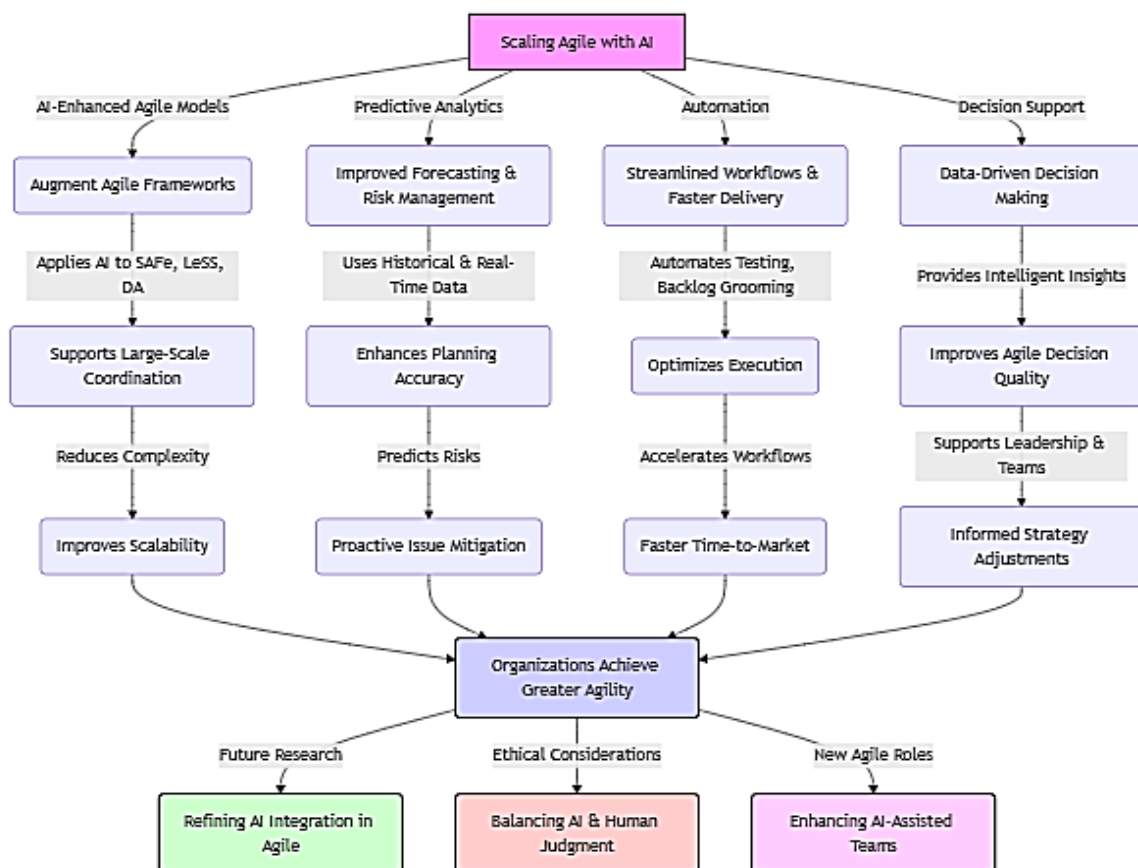 Scaling Agile with AI
AI-Enhanced Agile Models
Predictive Analytics
Automation
Decision Support
Augment Agile Frameworks
Improved Forecasting &
Risk Management
Streamlined Workflows &
Faster Delivery
Data-Driven Decision
Making
Applies AI to SAFe, LeSS,
DA
Uses Historical & Real-
Time Data
Automates Testing,
Backlog Grooming
Provides Intelligent Insights
Supports Large-Scale
Coordination
Enhances Planning
Accuracy
Optimizes Execution
Improves Agile Decision
Quality
Reduces Complexity
Predicts Risks
Accelerates Workflows
Supports Leadership &
Teams
Improves Scalability
Proactive Issue Mitigation
Faster Time-to-Market
Informed Strategy
Adjustments
Organizations Achieve
Greater Agility
Future Research
Ethical Considerations
New Agile Roles
Refining AI Integration in
Agile
Balancing AI & Human
Judgment
Enhancing AI-Assisted
Teams